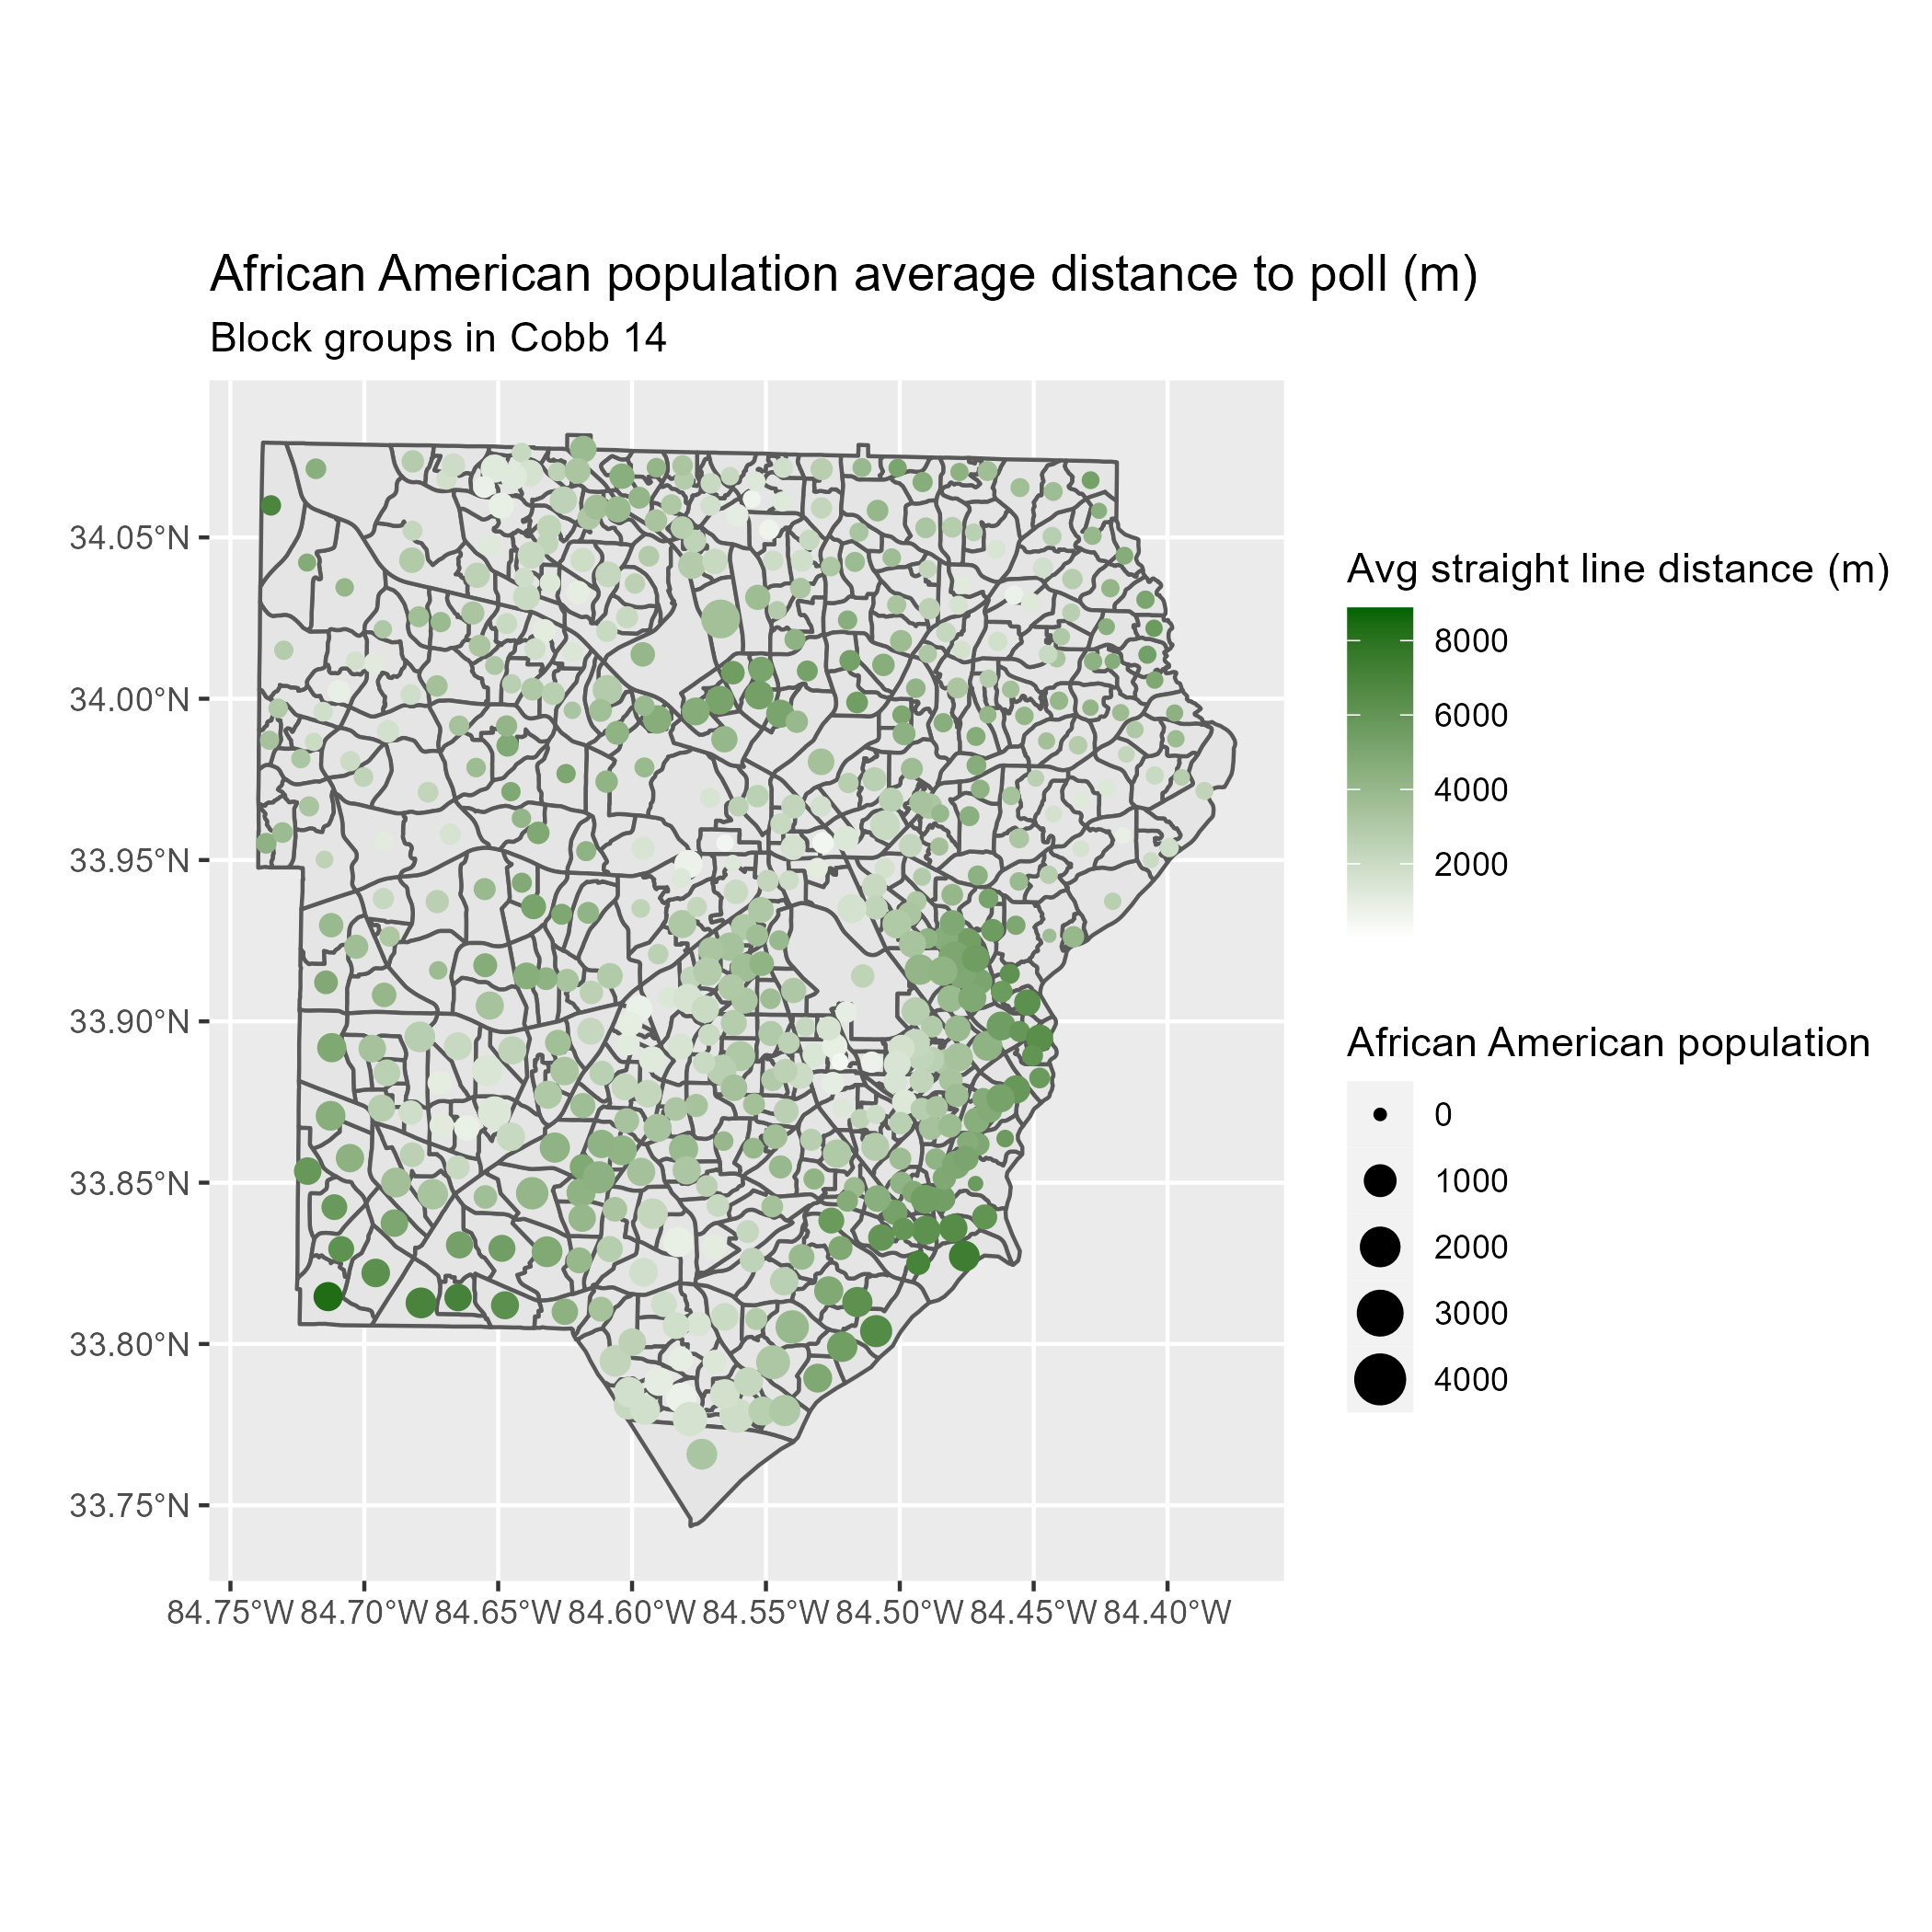 African American population average distance to poll (m)
Block groups in Cobb 14
34.05°N
34.00°N
33.95°N
33.90°N
33.85°N
33.80°N
33.75°N
84.75°W 84.70°W 84.65°W 84.60°W 84.55°W 84.50°W 84.45°W 84.40°W
Avg straight line distance (m)
8000
6000
4000
2000
African American population
0
1000
2000
3000
4000